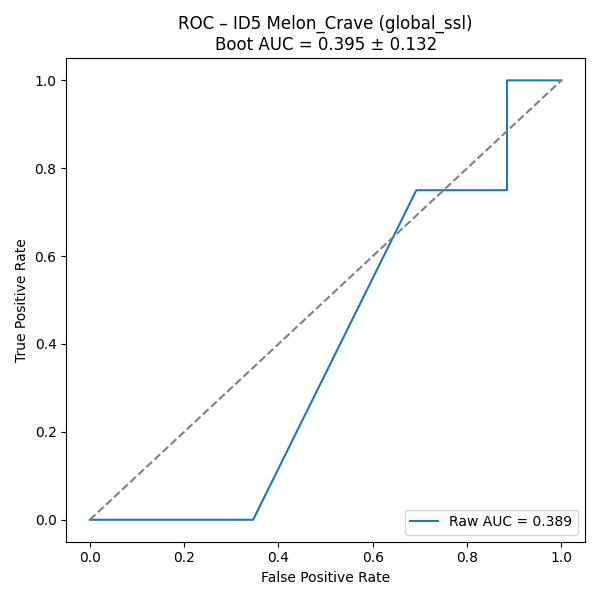 ROC – ID5 Melon_Crave (global_ssl)
Boot AUC = 0.395 ± 0.132
1.0
0.8
0.6
0.4
0.2
0.0
True Positive Rate
Raw AUC = 0.389
0.0 0.2 0.4 0.6 0.8 1.0
False Positive Rate